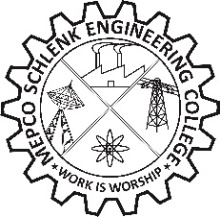 MEPCO SCHLENK ENGINEERING COLLEGE
★ WORK IS WORSHIP ★